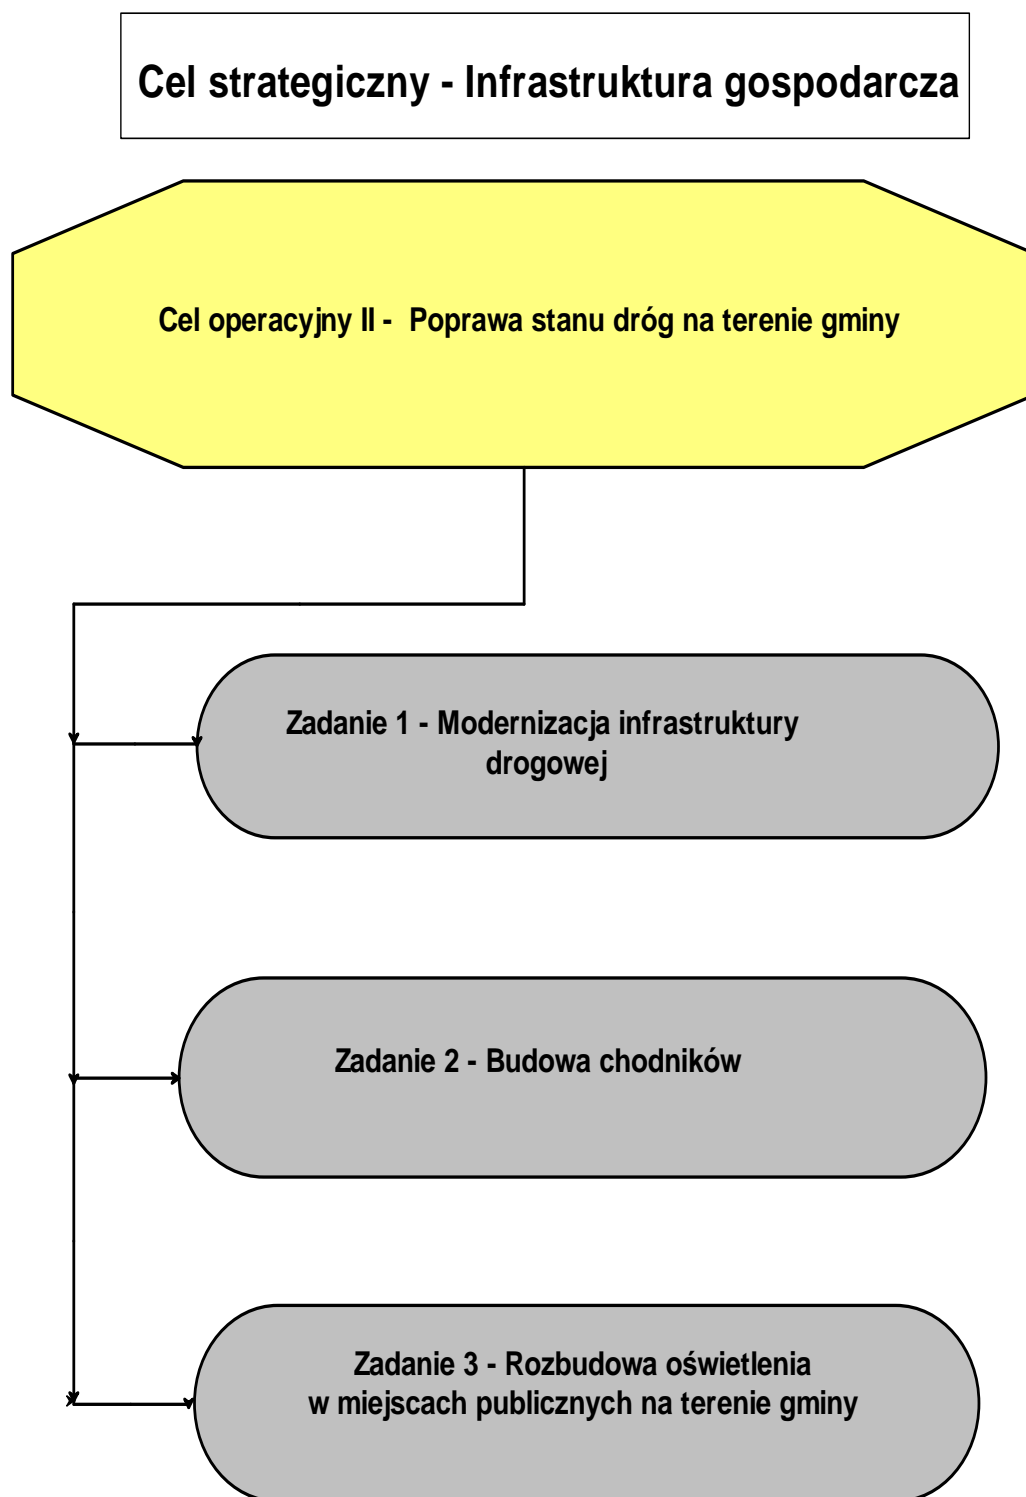 Cel strategiczny - Infrastruktura gospodarcza
Cel operacyjny II - Poprawa stanu dróg na terenie gminy
Zadanie 1 - Modernizacja infrastruktury
drogowej
Zadanie 2 - Budowa chodników
Zadanie 3 - Rozbudowa oświetlenia
w miejscach publicznych na terenie gminy